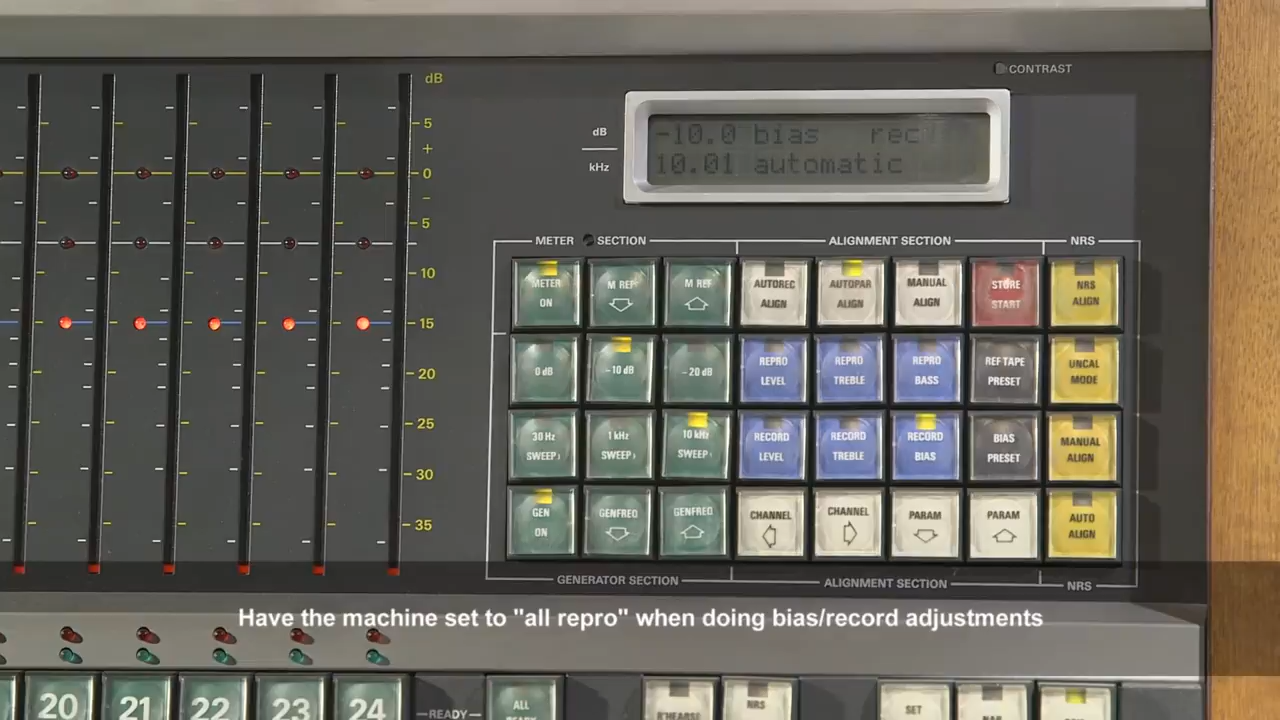 CONTRAST
dB
kHz
-10.0 bias rec
10.01 automatic
dB
5
+
0
–
5
10
15
20
25
30
35
METER SECTION
ALIGNMENT SECTION
NRS
METER ON
M REF
M REF
AUTOREC ALIGN
AUTOPAR ALIGN
MANUAL ALIGN
STORE START
NRS ALIGN
0 dB
-10 dB
-20 dB
REPRO LEVEL
REPRO TREBLE
REPRO BASS
REF TAPE PRESET
UNCAL MODE
30 Hz SWEEP
1 kHz SWEEP
10 kHz SWEEP
RECORD LEVEL
RECORD TREBLE
RECORD BIAS
BIAS PRESET
MANUAL ALIGN
GEN ON
GENFREQ
GENFREQ
CHANNEL
CHANNEL
PARAM
PARAM
AUTO ALIGN
GENERATOR SECTION
ALIGNMENT SECTION
NRS
Have the machine set to "all repro" when doing bias/record adjustments
20
21
22
23
24
READY
ALL
R'HEARSE
NRS
SET